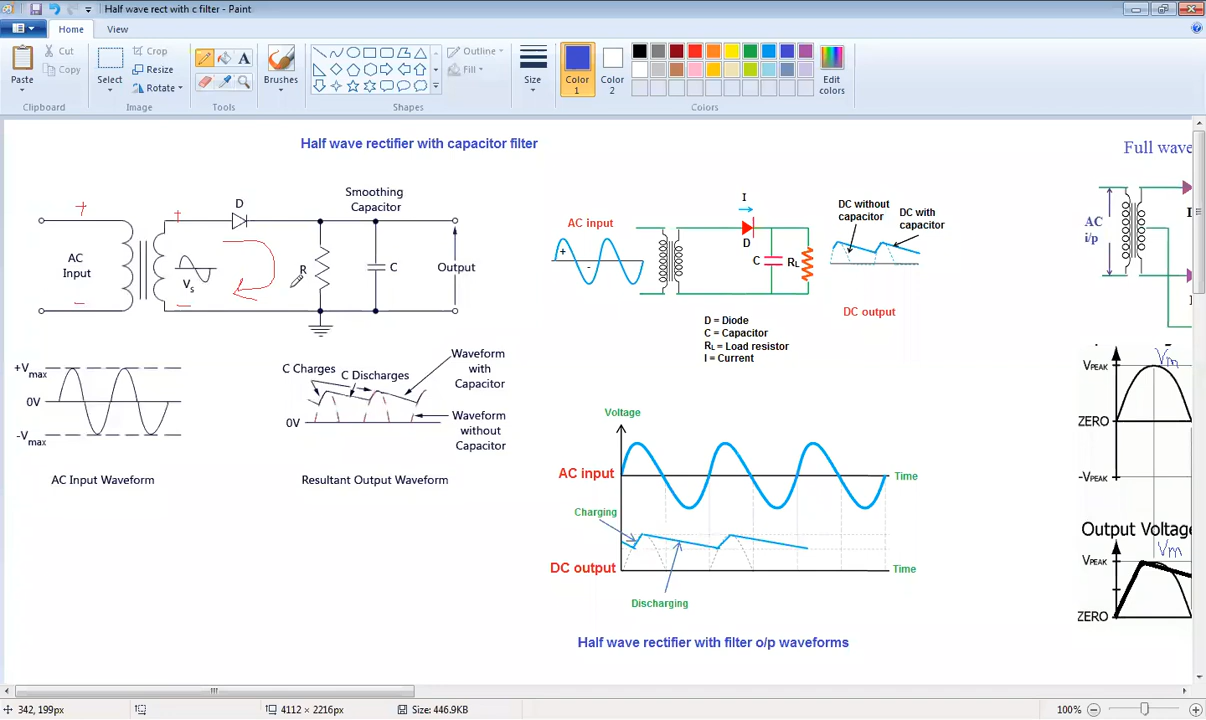 Half wave rect with c filter - Paint
Home
View
Paste
Cut
Copy
Clipboard
Select
Crop
Resize
Rotate
Image
A
Tools
Brushes
Outline
Fill
Shapes
Size
Color 1
Color 2
Edit colors
Colors
Half wave rectifier with capacitor filter
+
+
D
Smoothing
Capacitor
AC
Input
Vs
R
C
Output
-
-
+Vmax
0V
-Vmax
AC Input Waveform
C Charges
C Discharges
0V
Waveform
with
Capacitor
Waveform
without
Capacitor
Resultant Output Waveform
AC input
+
-
I
D
C
RL
DC without
capacitor
DC with
capacitor
DC output
D = Diode
C = Capacitor
RL = Load resistor
I = Current
Voltage
AC input
Time
Charging
DC output
Time
Discharging
Half wave rectifier with filter o/p waveforms
Full wave
AC
i/p
VPEAK
Vm
ZERO
-VPEAK
Output Voltage
VPEAK
Vm
ZERO
342, 199px
4112 × 2216px
Size: 446.9KB
100%